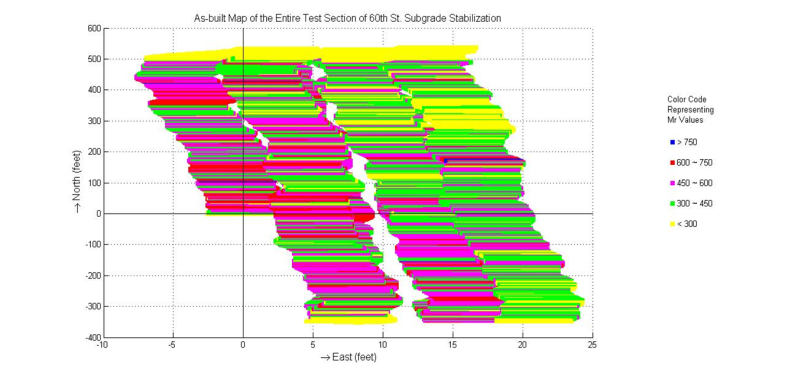 As-built Map of the Entire Test Section of 60th St. Subgrade Stabilization
600
500
400
300
200
100
0
-100
-200
-300
-400
→North (feet)
-10
-5
0
5
10
15
20
25
→East (feet)
Color Code
Representing
Mr Values
> 750
600 ~ 750
450 ~ 600
300 ~ 450
< 300